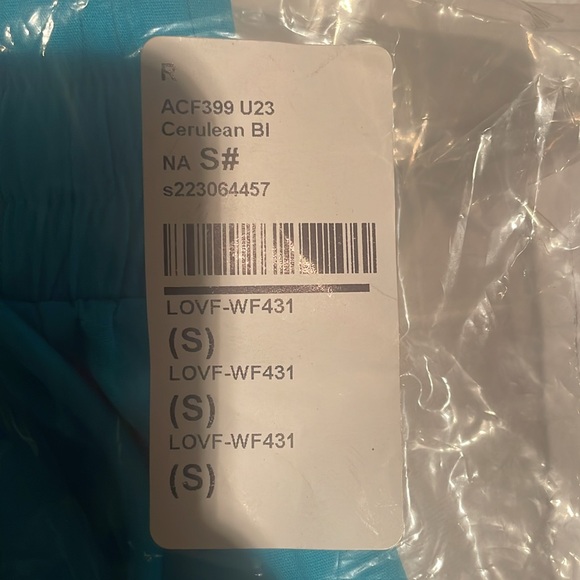 R
ACF399 U23
Cerulean Bl
NA S#
s223064457
LOVF-WF431
(S)
LOVF-WF431
(S)
LOVF-WF431
(S)